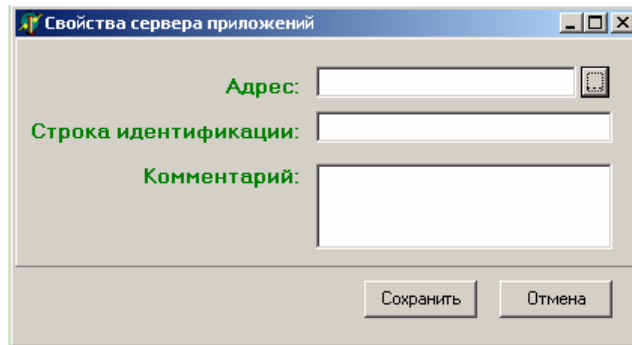 Свойства сервера приложений
Адрес:
Строка идентификации:
Комментарий:
Сохранить Отмена